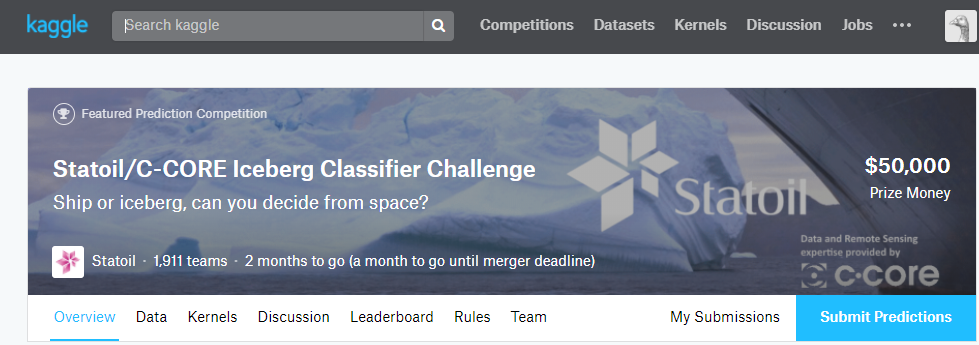 kaggle Search kaggle Competitions Datasets Kernels Discussion Jobs •••
Featured Prediction Competition
Statoil/C-CORE Iceberg Classifier Challenge
Ship or iceberg, can you decide from space?
Statoil
$50,000
Prize Money
Data and Remote Sensing
expertise provided by
c-core
Statoil · 1,911 teams · 2 months to go (a month to go until merger deadline)
Overview Data Kernels Discussion Leaderboard Rules Team My Submissions Submit Predictions